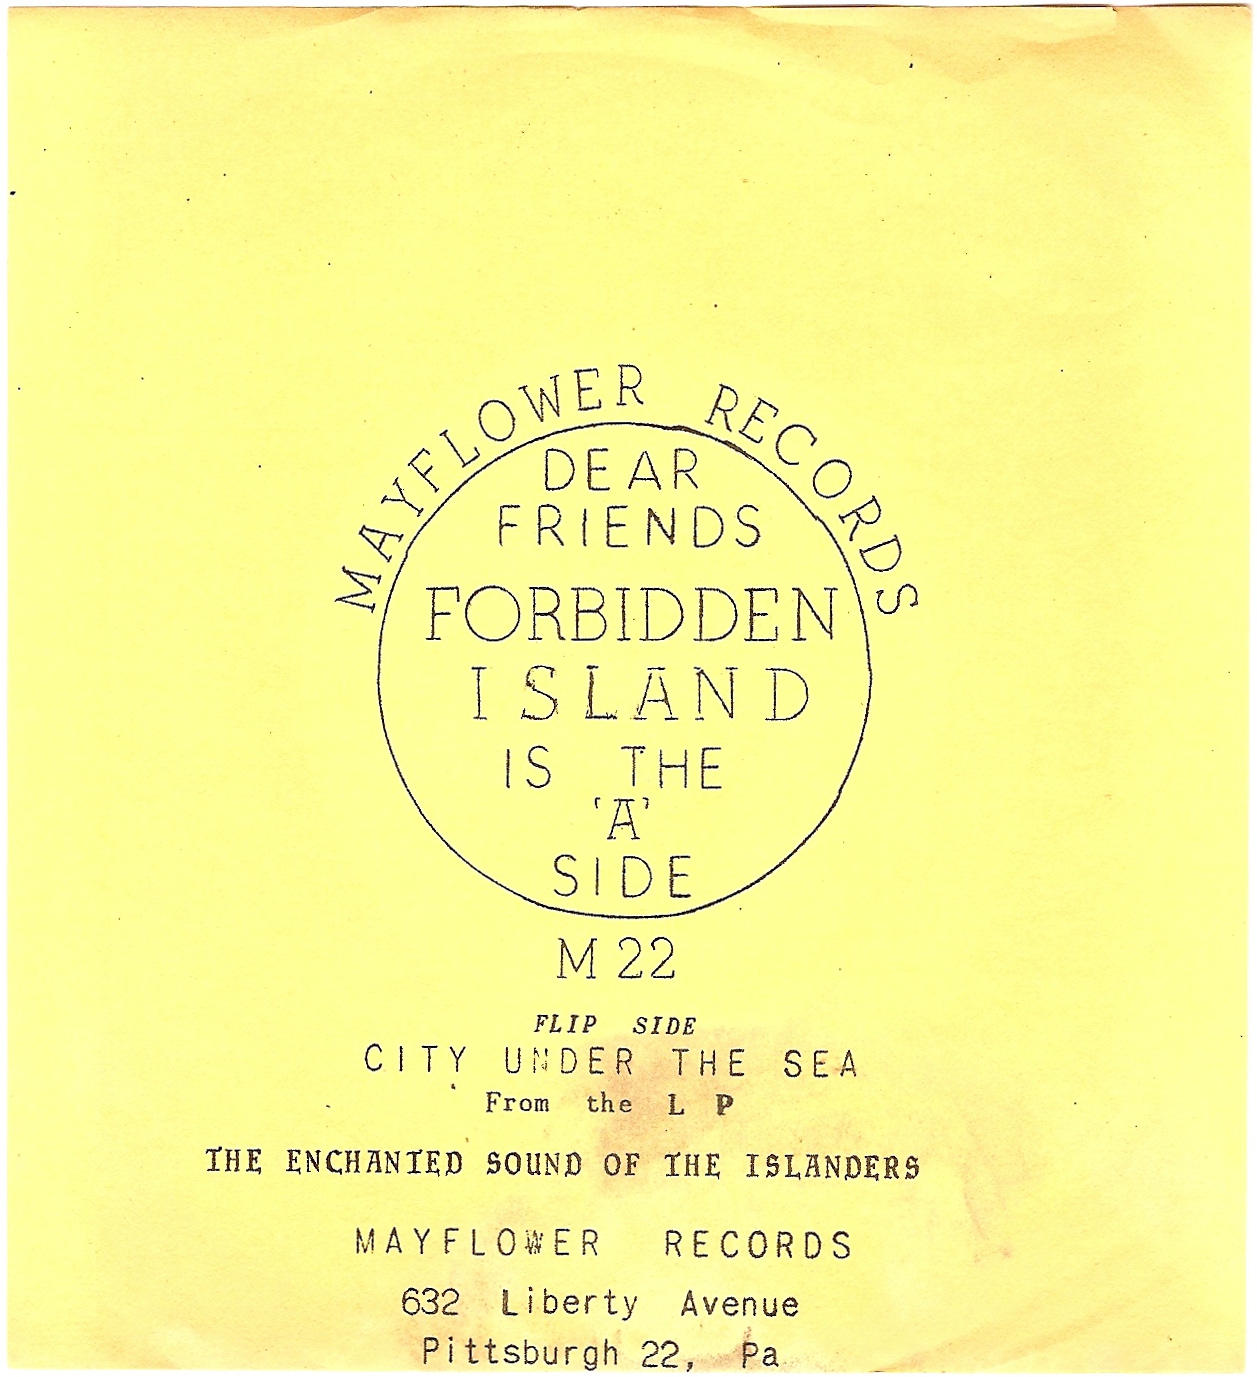 MAYFLOWER RECORDS
DEAR
FRIENDS
FORBIDDEN
ISLAND
IS THE
'A'
SIDE
M 22
FLIP SIDE
CITY UNDER THE SEA
From the L P
THE ENCHANTED SOUND OF THE ISLANDERS
MAYFLOWER RECORDS
632 Liberty Avenue
Pittsburgh 22, Pa